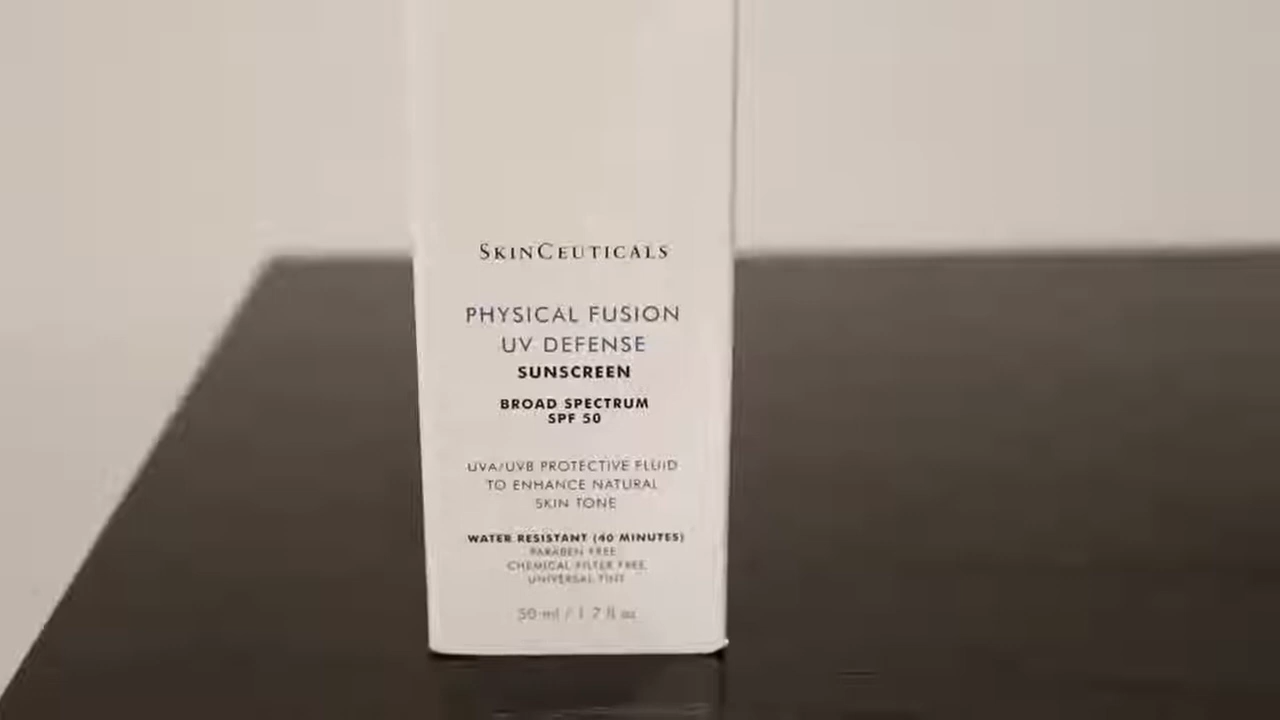 SKINCEUTICALS
PHYSICAL FUSION
UV DEFENSE
SUNSCREEN
BROAD SPECTRUM
SPF 50
UVA/UVB PROTECTIVE FLUID
TO ENHANCE NATURAL
SKIN TONE
WATER RESISTANT (40 MINUTES)
PARABEN FREE
CHEMICAL FILTER FREE
UNIVERSAL TINT
50 ml / 1.7 fl oz